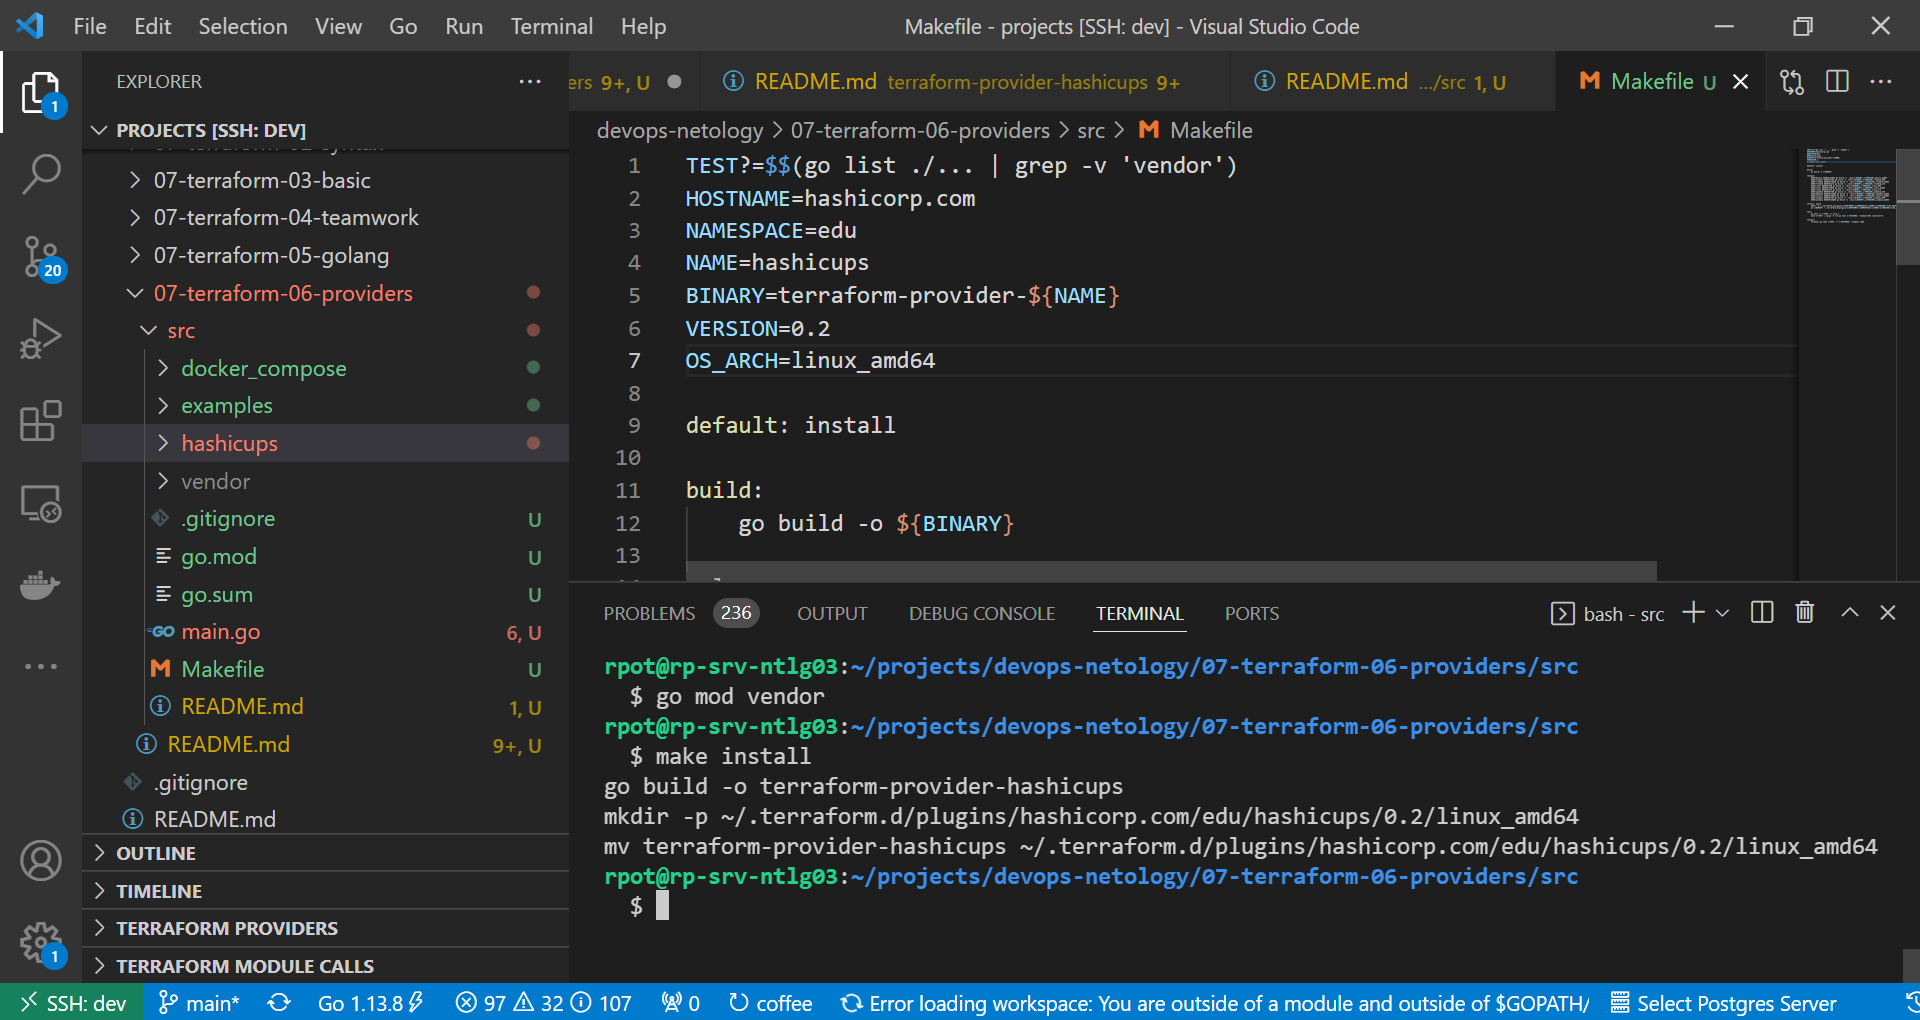 File Edit Selection View Go Run Terminal Help
Makefile - projects [SSH: dev] - Visual Studio Code
1
20
1
EXPLORER
PROJECTS [SSH: DEV]
07-terraform-03-basic
07-terraform-04-teamwork
07-terraform-05-golang
07-terraform-06-providers
src
docker_compose
examples
hashicups
vendor
.gitignore U
go.mod U
go.sum U
main.go 6, U
Makefile U
README.md 1, U
README.md 9+, U
.gitignore
README.md
OUTLINE
TIMELINE
TERRAFORM PROVIDERS
TERRAFORM MODULE CALLS
ers 9+, U README.md terraform-provider-hashicups 9+ README.md .../src 1, U Makefile U
devops-netology > 07-terraform-06-providers > src > Makefile
1 TEST?=$$(go list ./... | grep -v 'vendor')
2 HOSTNAME=hashicorp.com
3 NAMESPACE=edu
4 NAME=hashicups
5 BINARY=terraform-provider-${NAME}
6 VERSION=0.2
7 OS_ARCH=linux_amd64
8
9 default: install
10
11 build:
12 go build -o ${BINARY}
13
PROBLEMS 236 OUTPUT DEBUG CONSOLE TERMINAL PORTS bash - src
rpot@rp-srv-ntlg03:~/projects/devops-netology/07-terraform-06-providers/src
$ go mod vendor
rpot@rp-srv-ntlg03:~/projects/devops-netology/07-terraform-06-providers/src
$ make install
go build -o terraform-provider-hashicups
mkdir -p ~/.terraform.d/plugins/hashicorp.com/edu/hashicups/0.2/linux_amd64
mv terraform-provider-hashicups ~/.terraform.d/plugins/hashicorp.com/edu/hashicups/0.2/linux_amd64
rpot@rp-srv-ntlg03:~/projects/devops-netology/07-terraform-06-providers/src
$
SSH: dev main* Go 1.13.8 97 32 107 0 coffee Error loading workspace: You are outside of a module and outside of $GOPATH/ Select Postgres Server